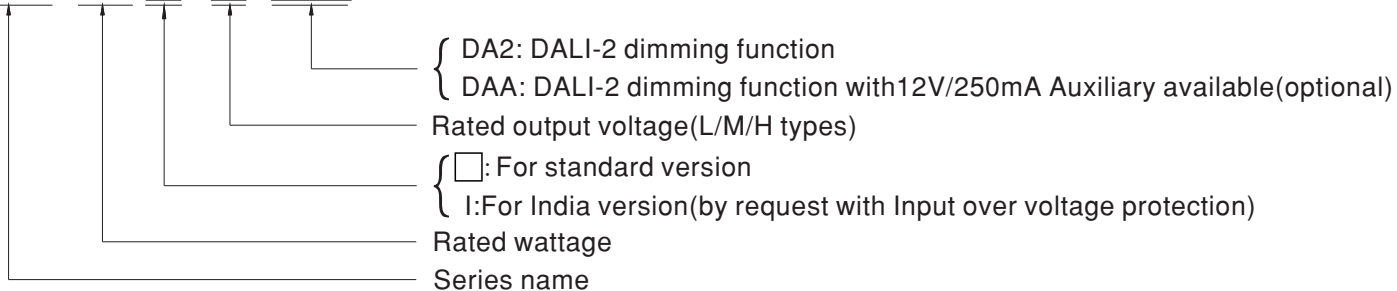 DA2: DALI-2 dimming function
DAA: DALI-2 dimming function with12V/250mA Auxiliary available(optional)
Rated output voltage(L/M/H types)
□: For standard version
I:For India version(by request with Input over voltage protection)
Rated wattage
Series name